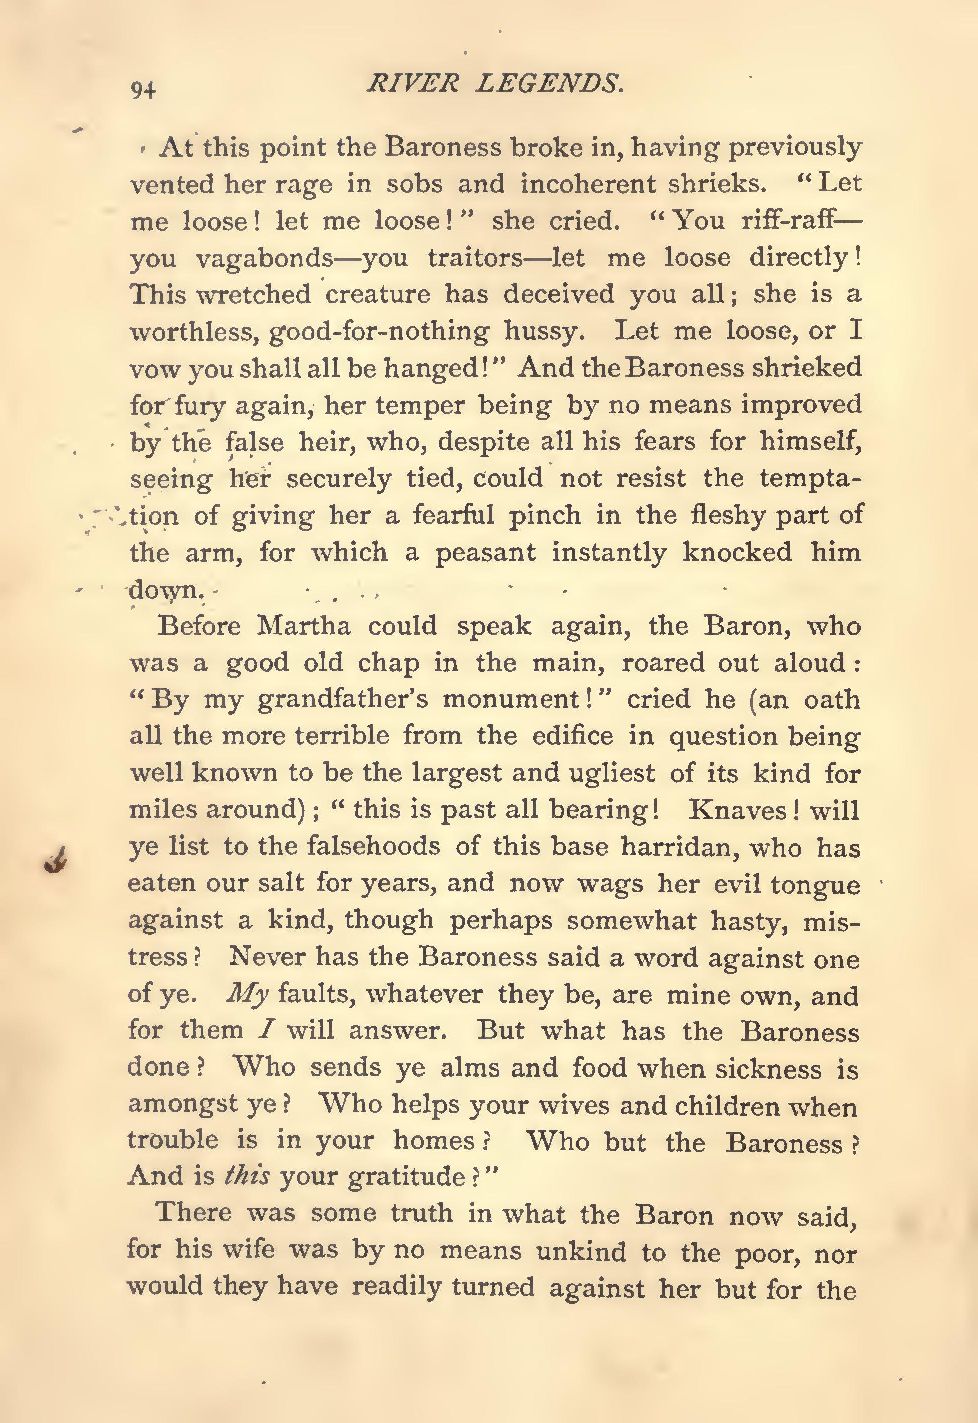 94 RIVER LEGENDS.
At this point the Baroness broke in, having previously
vented her rage in sobs and incoherent shrieks. “Let
me loose! let me loose!” she cried. “You riff-raff—
you vagabonds—you traitors—let me loose directly!
This wretched creature has deceived you all; she is a
worthless, good-for-nothing hussy. Let me loose, or I
vow you shall all be hanged!” And the Baroness shrieked
for fury again, her temper being by no means improved
by the false heir, who, despite all his fears for himself,
seeing her securely tied, could not resist the tempta-
tion of giving her a fearful pinch in the fleshy part of
the arm, for which a peasant instantly knocked him
down.
Before Martha could speak again, the Baron, who
was a good old chap in the main, roared out aloud:
“By my grandfather’s monument!” cried he (an oath
all the more terrible from the edifice in question being
well known to be the largest and ugliest of its kind for
miles around); “this is past all bearing! Knaves! will
ye list to the falsehoods of this base harridan, who has
eaten our salt for years, and now wags her evil tongue
against a kind, though perhaps somewhat hasty, mis-
tress? Never has the Baroness said a word against one
of ye. My faults, whatever they be, are mine own, and
for them I will answer. But what has the Baroness
done? Who sends ye alms and food when sickness is
amongst ye? Who helps your wives and children when
trouble is in your homes? Who but the Baroness?
And is this your gratitude?”
There was some truth in what the Baron now said,
for his wife was by no means unkind to the poor, nor
would they have readily turned against her but for the